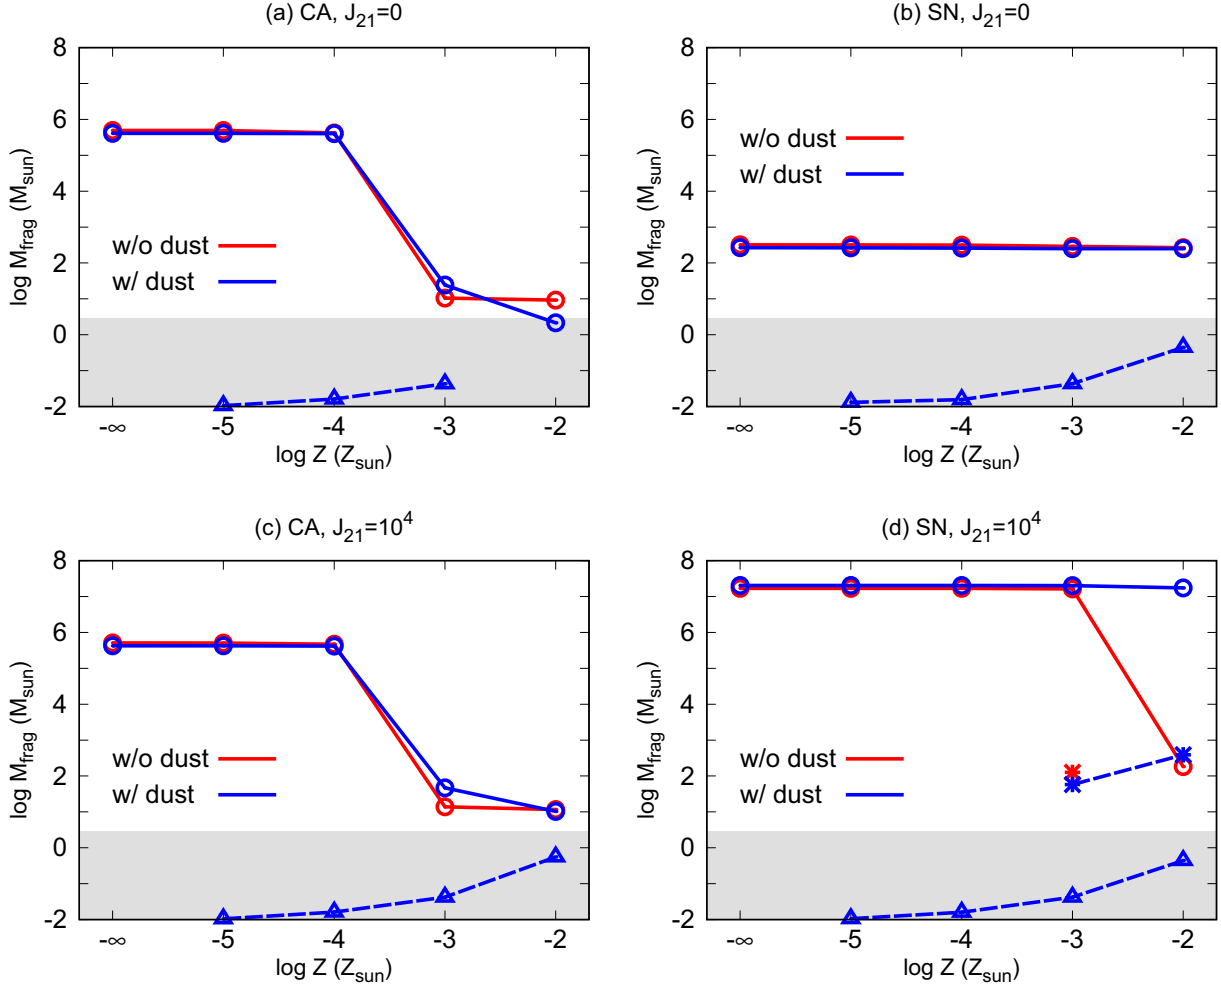 (a) CA, J21=0
8
6
4
2
0
-2
log Mfrag (Msun)
w/o dust
w/ dust
-∞ -5 -4 -3 -2
log Z (Zsun)
(b) SN, J21=0
8
6
4
2
0
-2
log Mfrag (Msun)
w/o dust
w/ dust
-∞ -5 -4 -3 -2
log Z (Zsun)
(c) CA, J21=10^4
8
6
4
2
0
-2
log Mfrag (Msun)
w/o dust
w/ dust
-∞ -5 -4 -3 -2
log Z (Zsun)
(d) SN, J21=10^4
8
6
4
2
0
-2
log Mfrag (Msun)
w/o dust
w/ dust
-∞ -5 -4 -3 -2
log Z (Zsun)